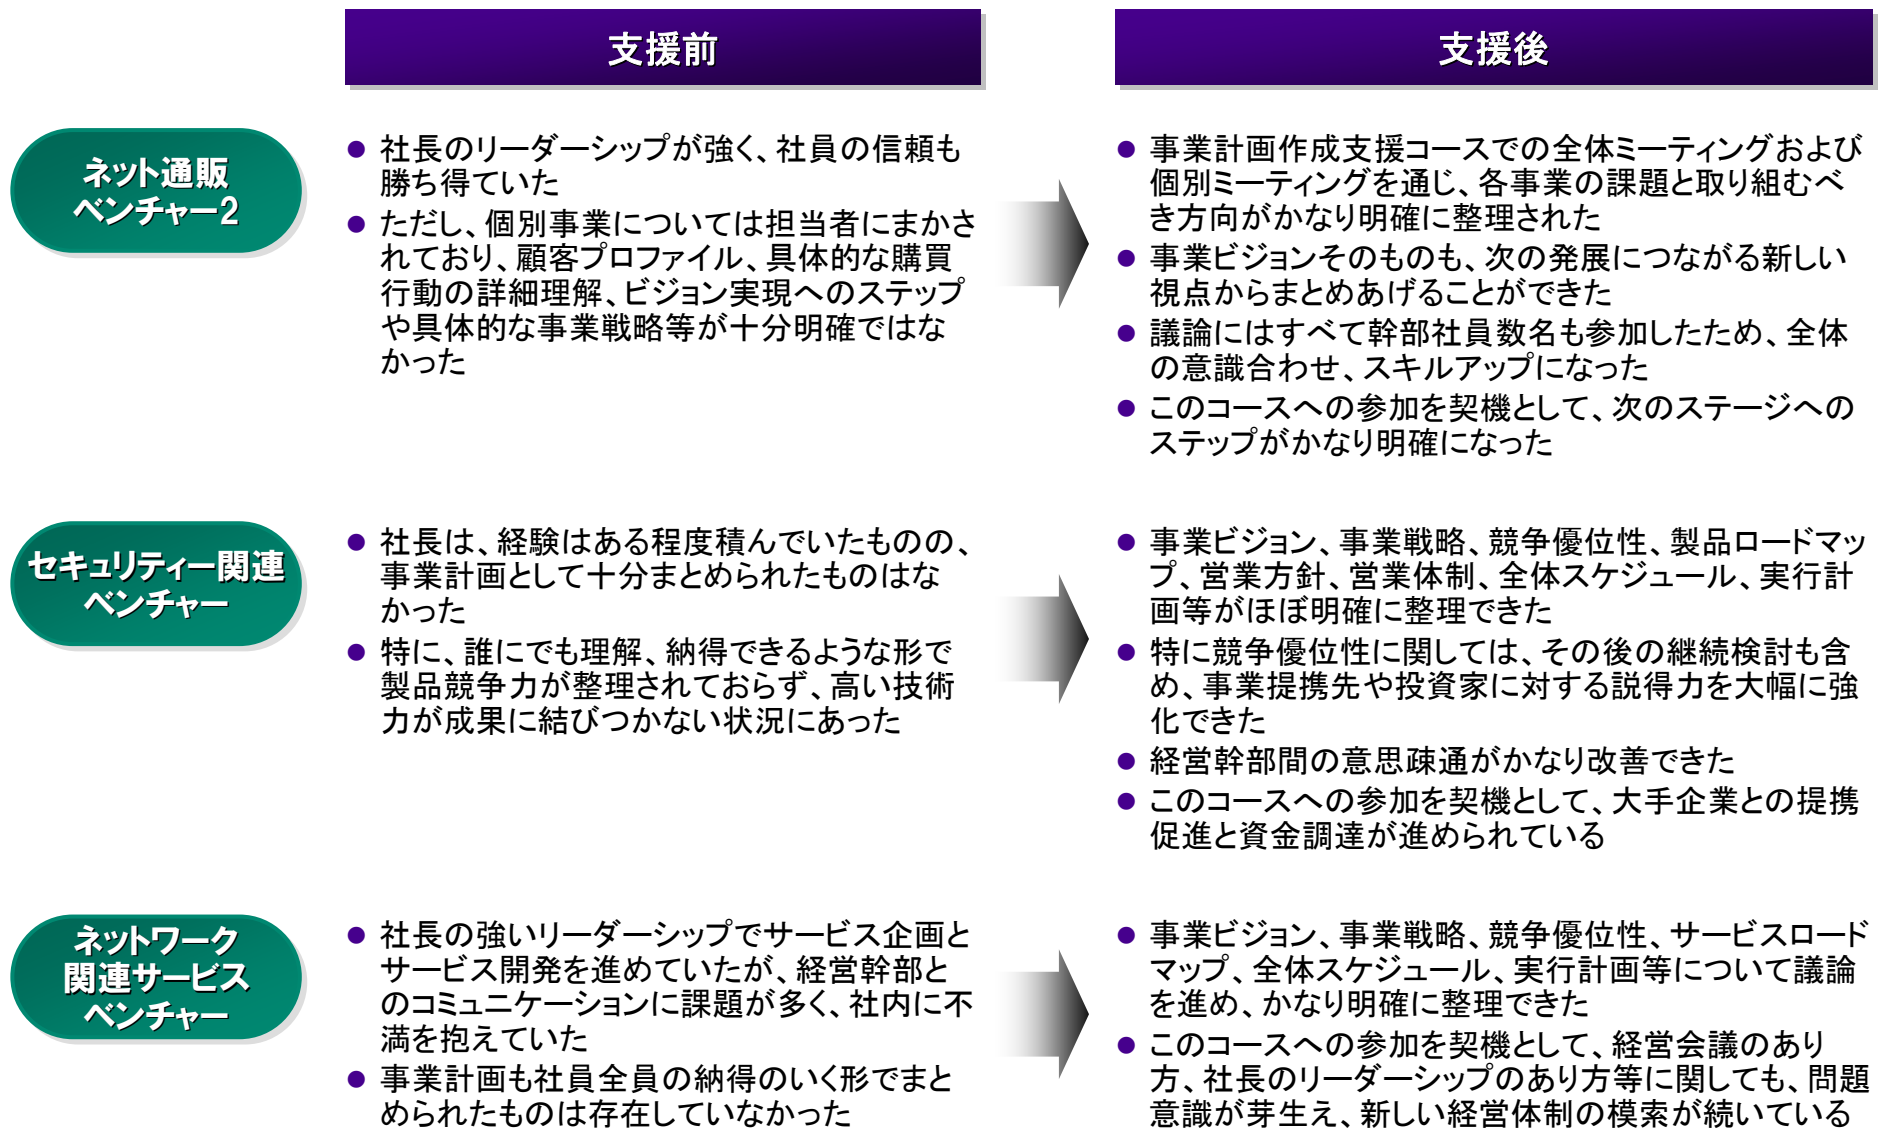 支援前
支援後
ネット通販
ベンチャー2
● 社長のリーダーシップが強く、社員の信頼も
勝ち得ていた
● ただし、個別事業については担当者にまかさ
れており、顧客プロファイル、具体的な購買
行動の詳細理解、ビジョン実現へのステップ
や具体的な事業戦略等が十分明確ではな
かった
● 事業計画作成支援コースでの全体ミーティングおよび
個別ミーティングを通じ、各事業の課題と取り組むべ
き方向がかなり明確に整理された
● 事業ビジョンそのものも、次の発展につながる新しい
視点からまとめあげることができた
● 議論にはすべて幹部社員数名も参加したため、全体
の意識合わせ、スキルアップになった
● このコースへの参加を契機として、次のステージへの
ステップがかなり明確になった
セキュリティー関連
ベンチャー
● 社長は、経験はある程度積んでいたものの、
事業計画として十分まとめられたものはな
かった
● 特に、誰にでも理解、納得できるような形で
製品競争力が整理されておらず、高い技術
力が成果に結びつかない状況にあった
● 事業ビジョン、事業戦略、競争優位性、製品ロードマッ
プ、営業方針、営業体制、全体スケジュール、実行計
画等がほぼ明確に整理できた
● 特に競争優位性に関しては、その後の継続検討も含
め、事業提携先や投資家に対する説得力を大幅に強
化できた
● 経営幹部間の意思疎通がかなり改善できた
● このコースへの参加を契機として、大手企業との提携
促進と資金調達が進められている
ネットワーク
関連サービス
ベンチャー
● 社長の強いリーダーシップでサービス企画と
サービス開発を進めていたが、経営幹部と
のコミュニケーションに課題が多く、社内に不
満を抱えていた
● 事業計画も社員全員の納得のいく形でまと
められたものは存在していなかった
● 事業ビジョン、事業戦略、競争優位性、サービスロード
マップ、全体スケジュール、実行計画等について議論
を進め、かなり明確に整理できた
● このコースへの参加を契機として、経営会議のあり
方、社長のリーダーシップのあり方等に関しても、問題
意識が芽生え、新しい経営体制の模索が続いている